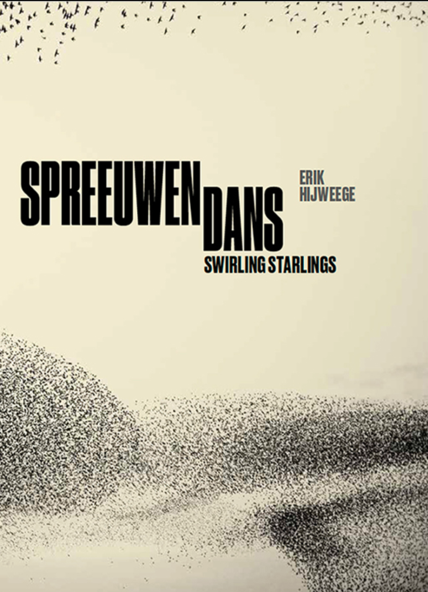 SPREEUWEN
DANS
ERIK
HIJWEEGE
SWIRLING STARLINGS